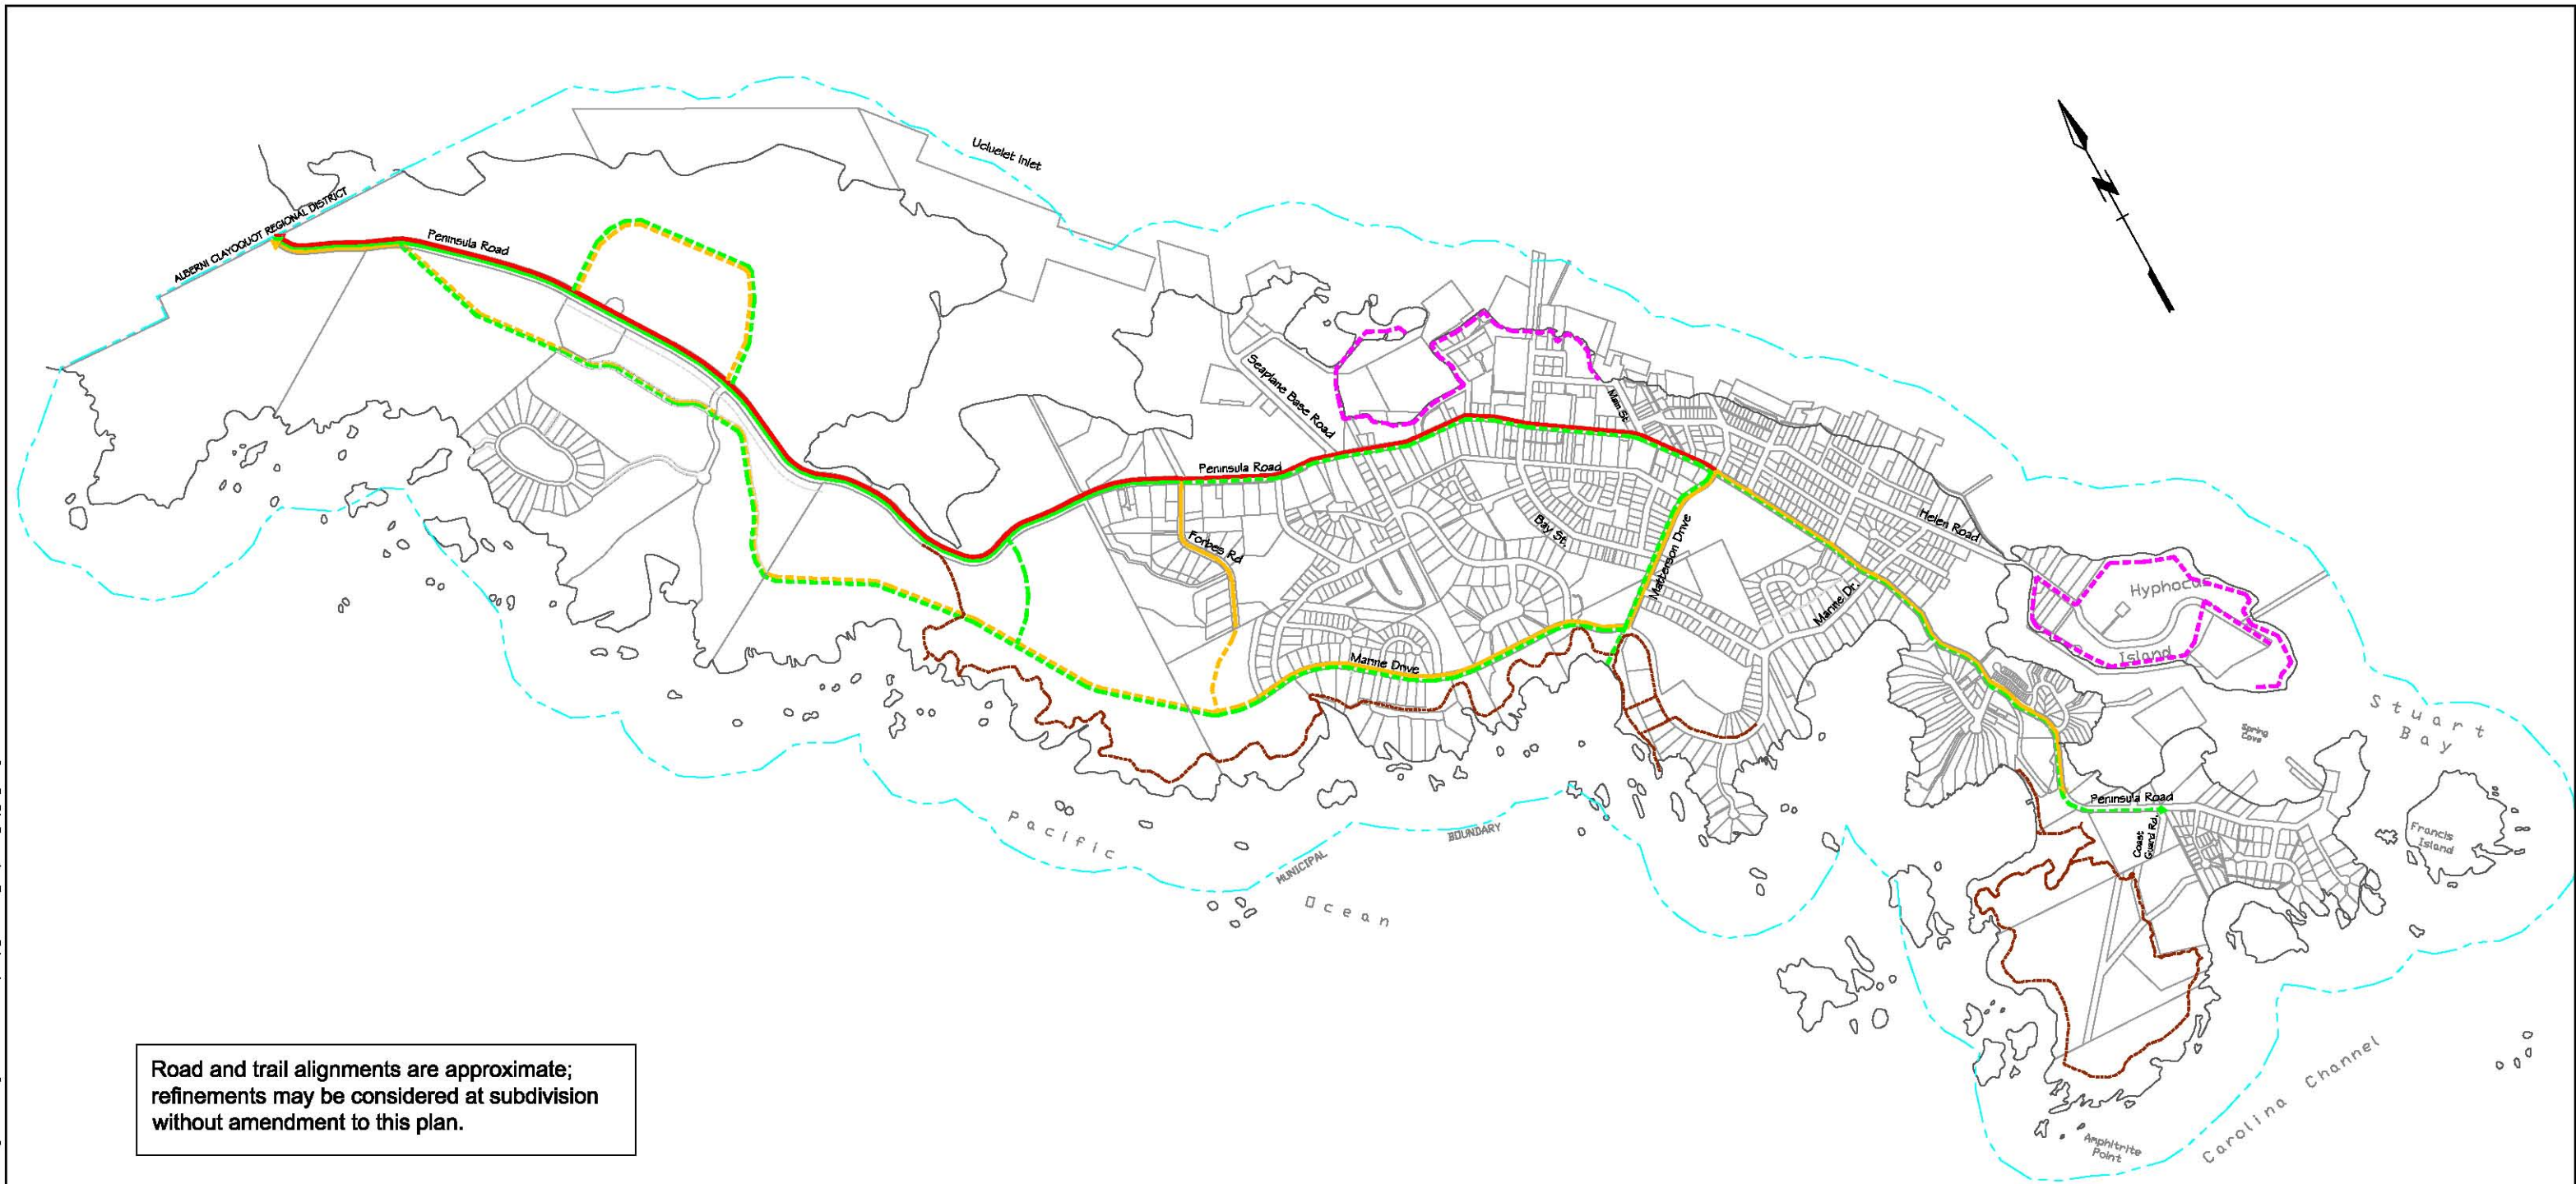 Ucluelet Inlet
ALBERNI CLAYOQUOT REGIONAL DISTRICT
Peninsula Road
Seaplane Base Road
Main St.
Peninsula Road
Forbes Rd
Bay St.
Matterson Drive
Helen Road
Marine Dr.
Marine Drive
Hyphocus
Island
Stuart
Bay
Spring
Cove
Peninsula Road
Coast
Guard Rd.
Francis
Island
Pacific
MUNICIPAL
BOUNDARY
Ocean
Carolina Channel
Amphitrite
Point
Road and trail alignments are approximate;
refinements may be considered at subdivision
without amendment to this plan.